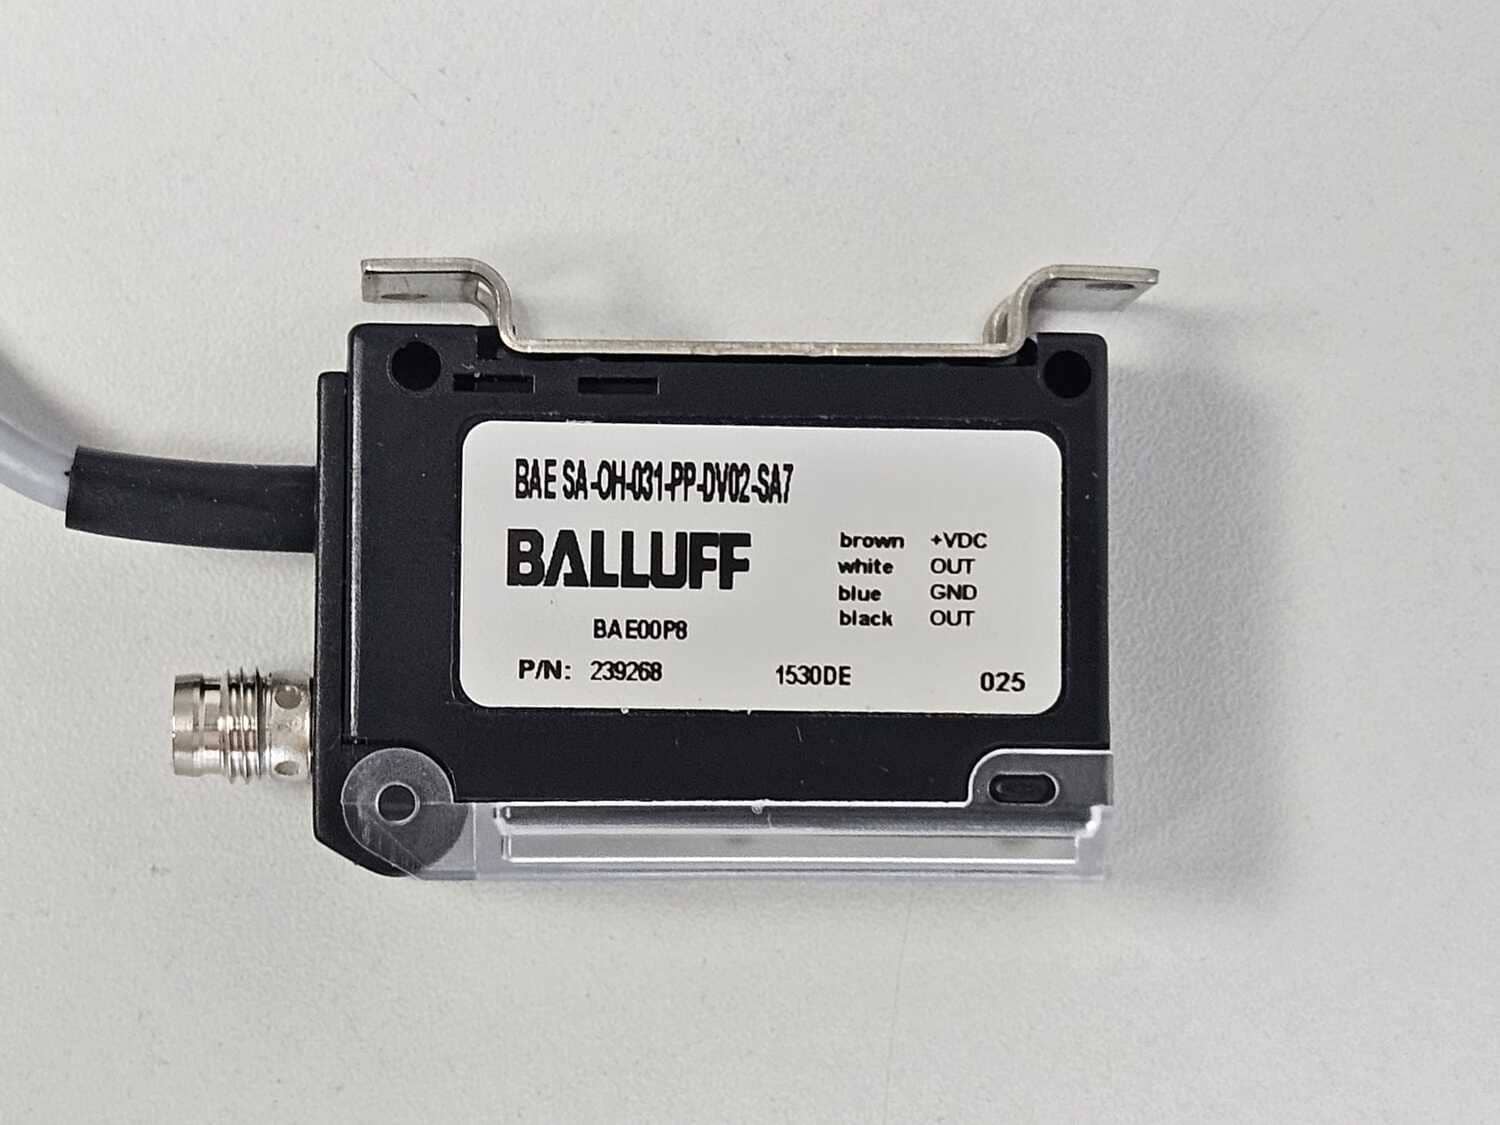 BAE SA-OH-031-PP-DV02-SA7
BALLUFF
BAE00P8
P/N: 239268
brown +VDC
white OUT
blue GND
black OUT
1530DE
025